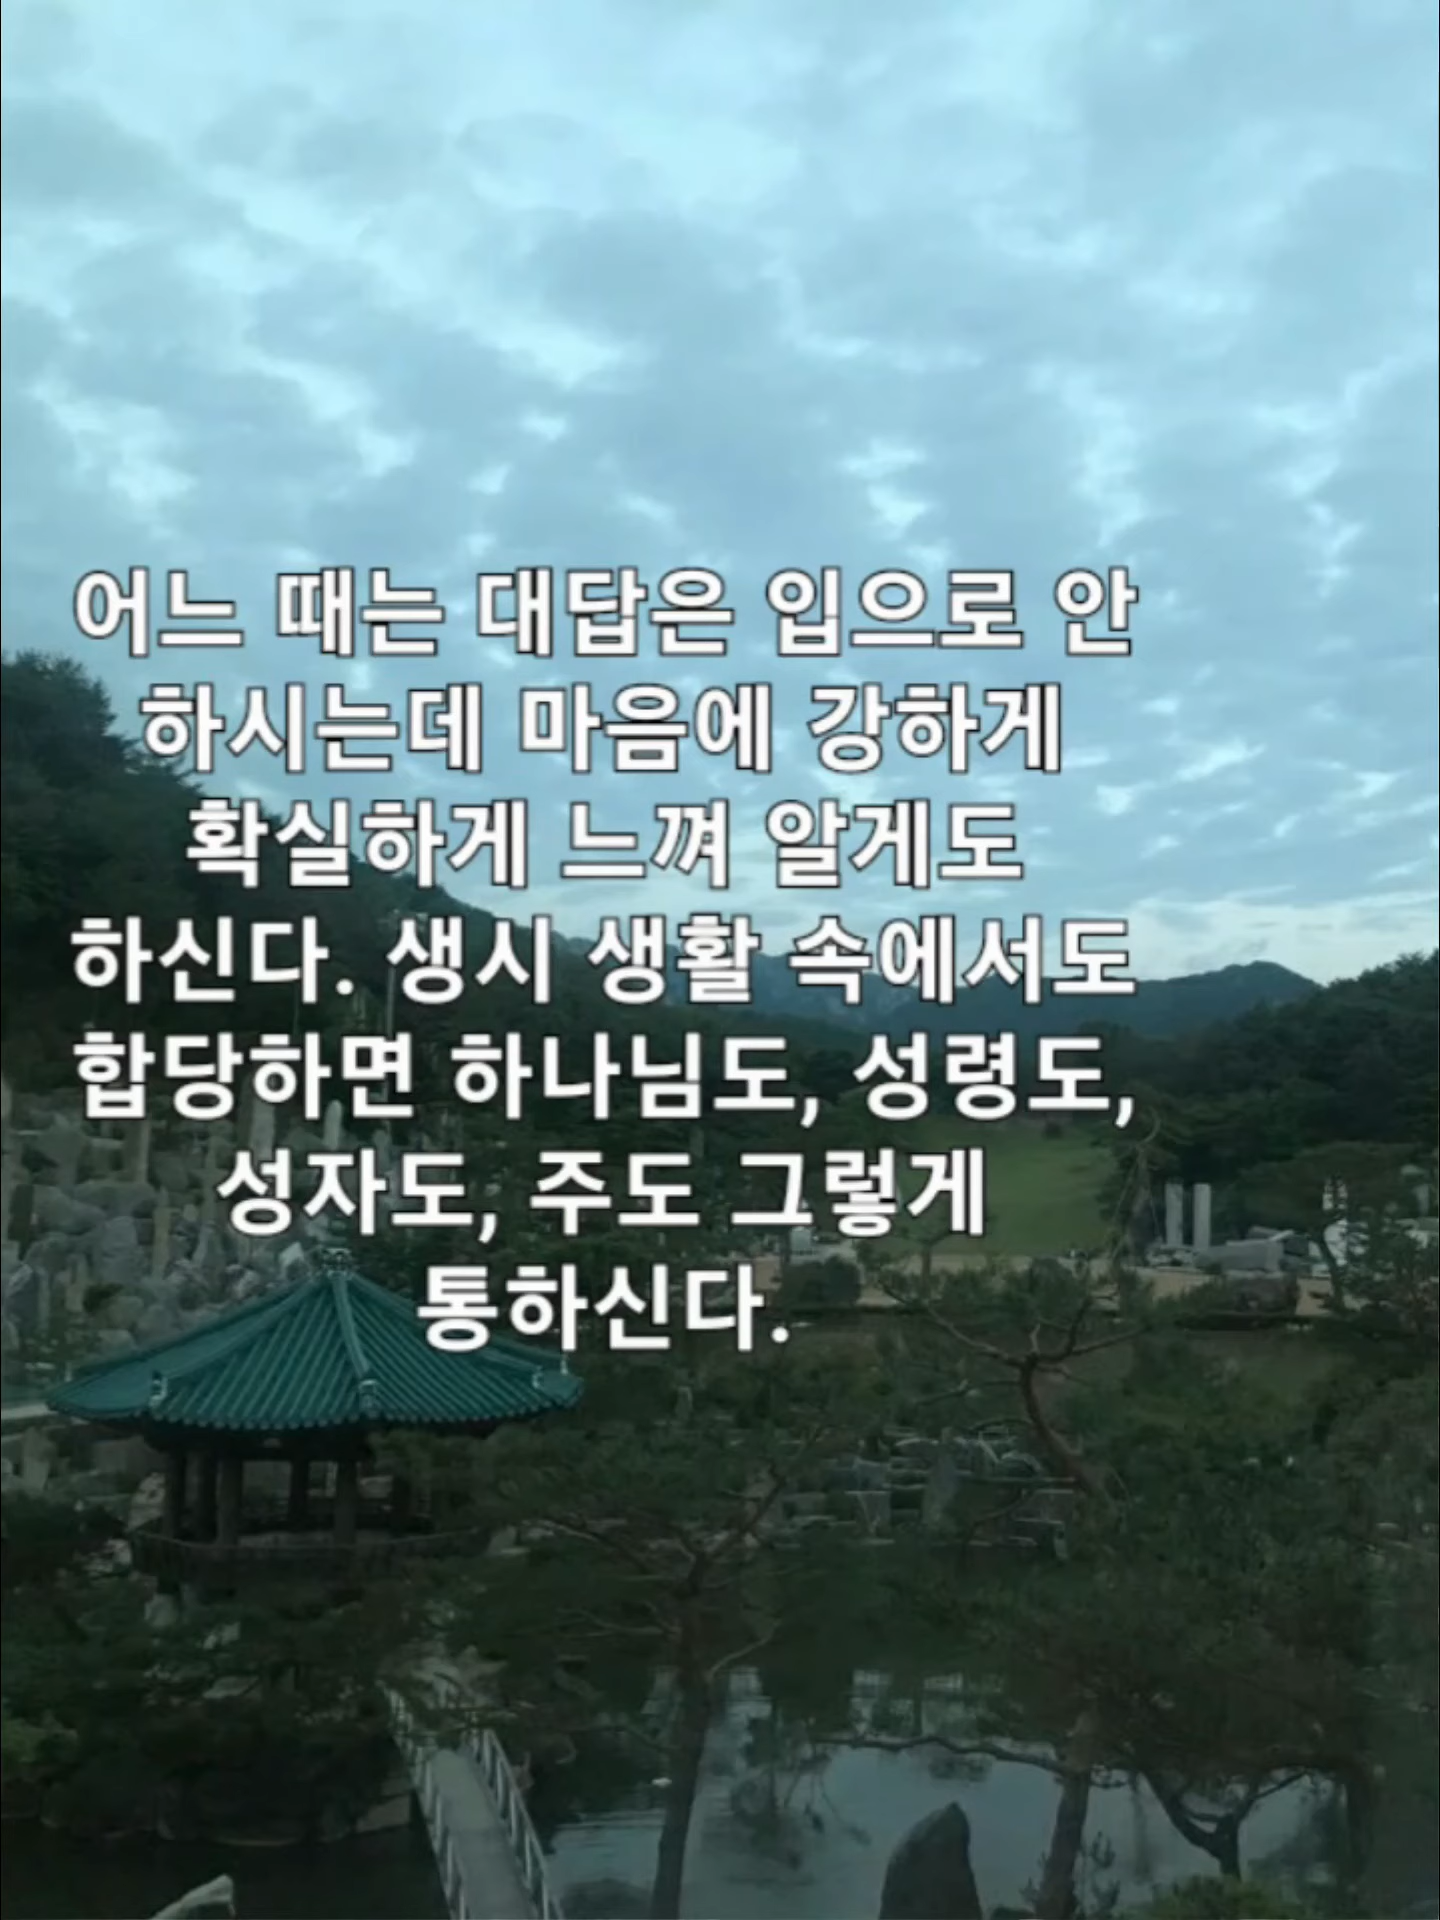 어느 때는 대답은 입으로 안
하시는데 마음에 강하게
확실하게 느껴 알게도
하신다. 생시 생활 속에서도
합당하면 하나님도, 성령도,
성자도, 주도 그렇게
통하신다.